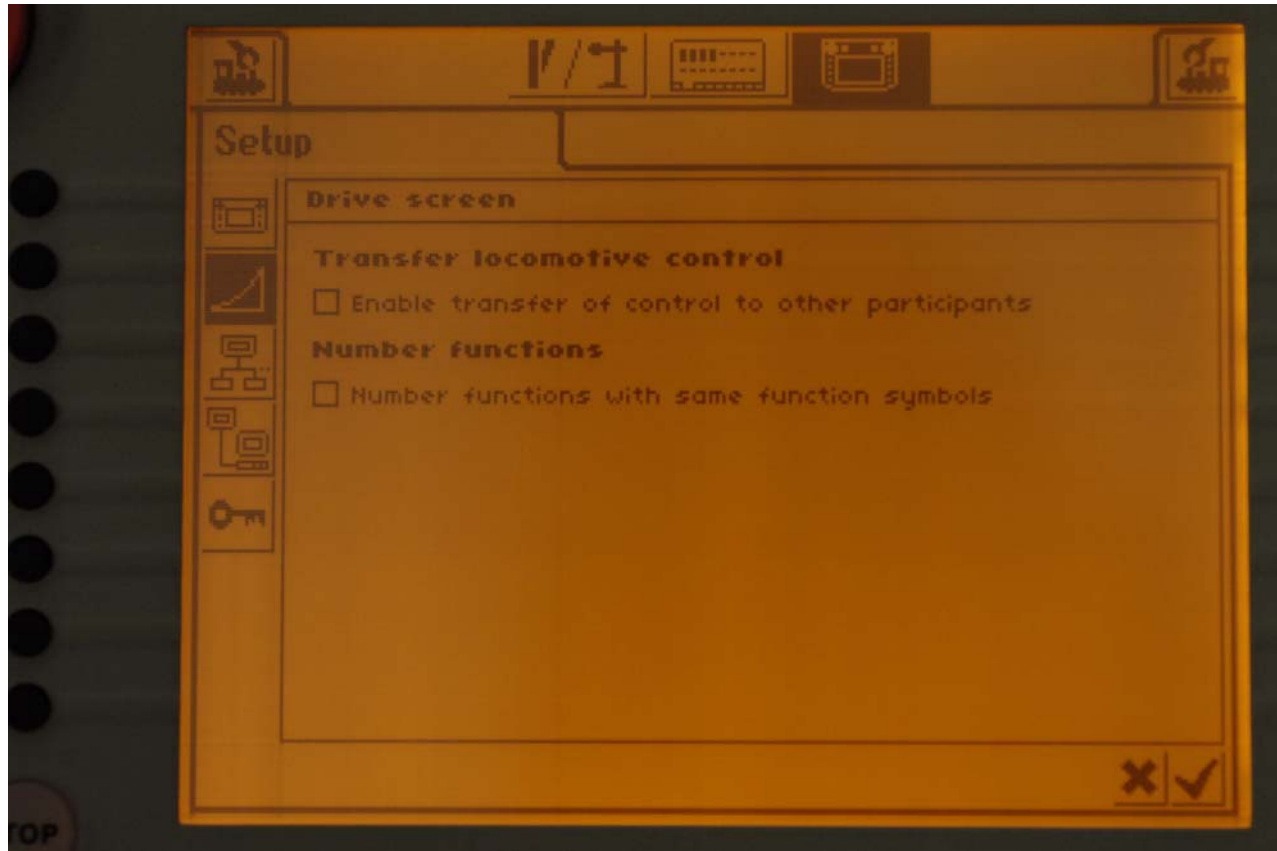 Setup
Drive screen
Transfer locomotive control
Enable transfer of control to other participants
Number functions
Number functions with same function symbols
TOP